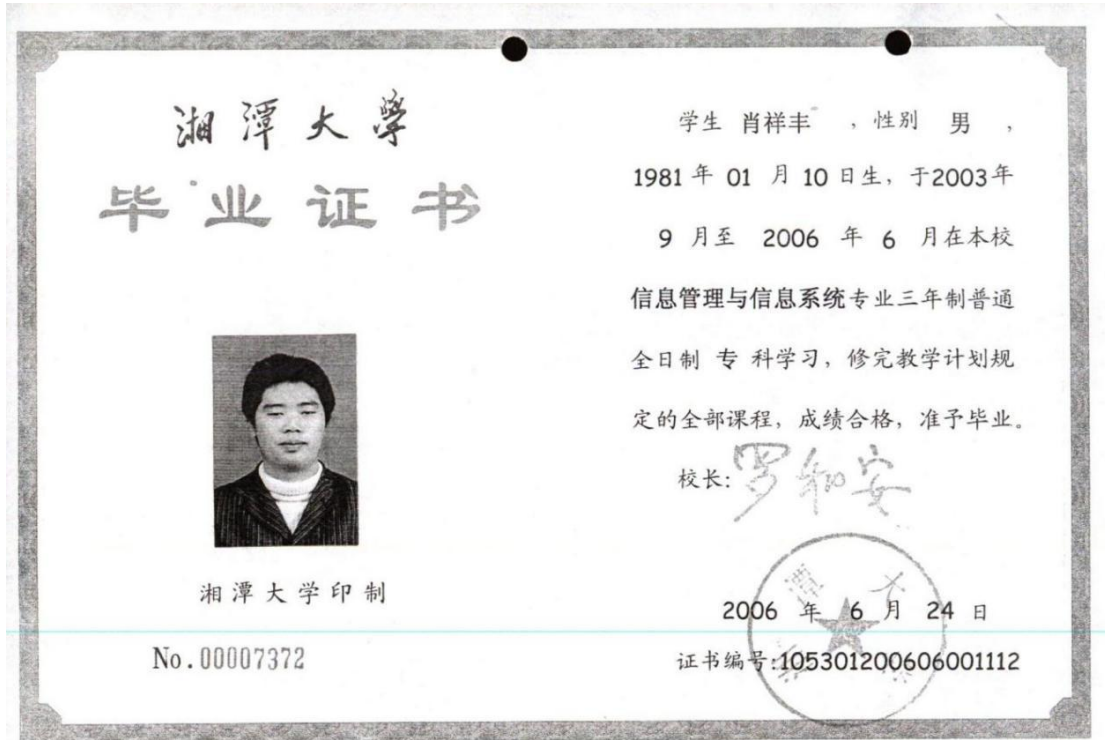 湘潭大學
毕业证书
湘潭大学印制
No.00007372
学生 肖祥丰 ，性别 男 ，
1981 年 01 月 10 日生，于2003年
9 月至 2006 年 6 月在本校
信息管理与信息系统专业三年制普通
全日制 专 科学习，修完教学计划规
定的全部课程，成绩合格，准予毕业。
校长：罗和安
湘潭大学
2006 年 6 月 24 日
证书编号:105301200606001112